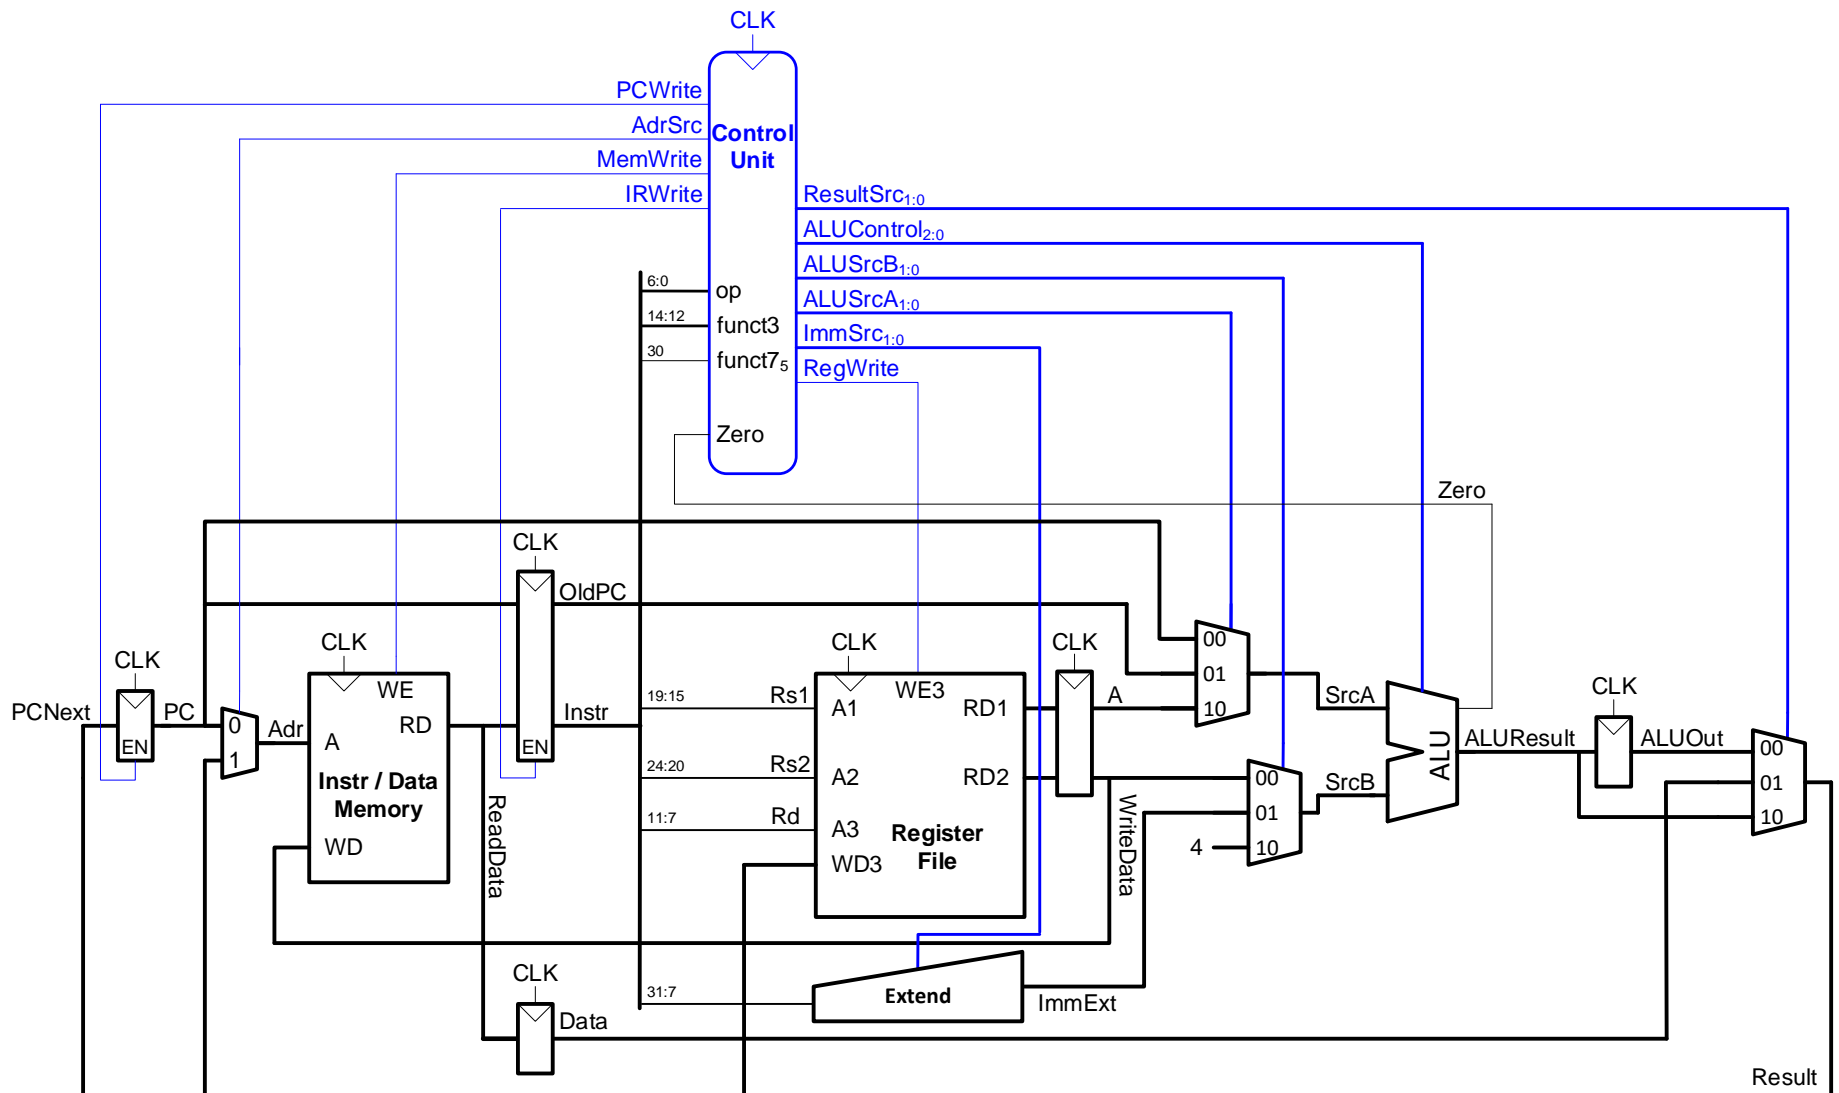 CLK
PCWrite
AdrSrc
MemWrite
IRWrite
Control
Unit
ResultSrc1:0
ALUControl2:0
ALUSrcB1:0
ALUSrcA1:0
ImmSrc1:0
RegWrite
6:0
op
14:12
funct3
30
funct75
Zero
Zero
CLK
OldPC
CLK
PCNext
EN
PC
0
1
Adr
CLK
WE
RD
A
Instr / Data
Memory
WD
EN
Instr
ReadData
19:15
Rs1
24:20
Rs2
11:7
Rd
31:7
CLK
WE3
A1
RD1
A2
RD2
A3
Register
File
WD3
CLK
A
WriteData
00
01
10
SrcA
00
01
4
10
SrcB
ALU
ALUResult
CLK
ALUOut
00
01
10
Extend
ImmExt
CLK
Data
Result